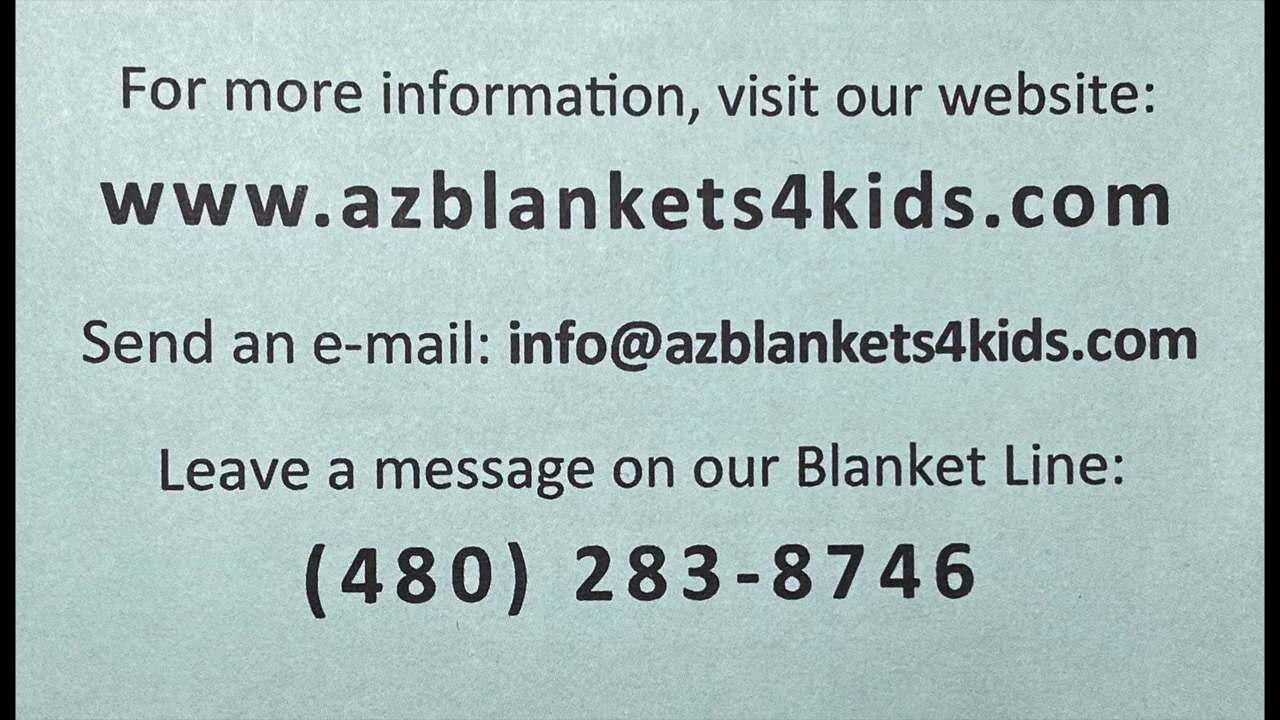 For more information, visit our website:
www.azblankets4kids.com
Send an e-mail: info@azblankets4kids.com
Leave a message on our Blanket Line:
(480) 283-8746